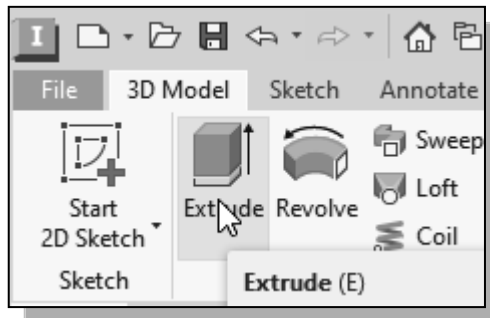 I
File 3D Model Sketch Annotate
Start
2D Sketch
Extrude
Revolve
Sweep
Loft
Coil
Sketch
Extrude (E)